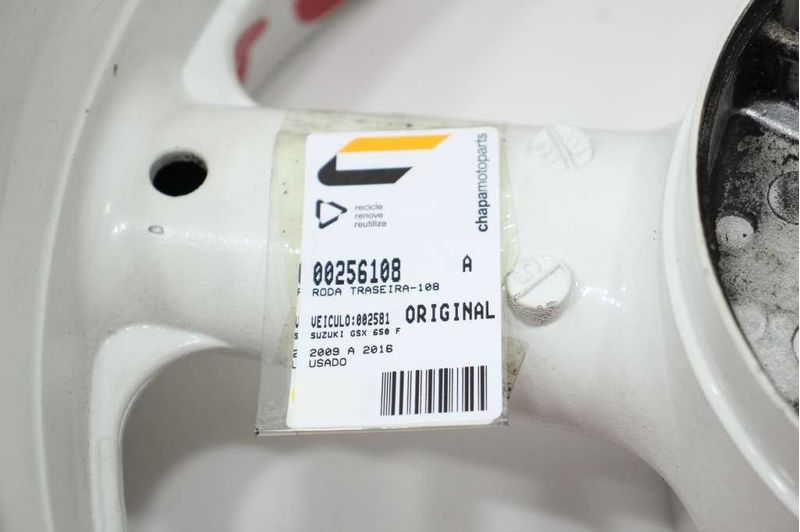 recicle
renove
reutilize
chapamotoparts
00256108 A
RODA TRASEIRA-108
VEICULO:002581 ORIGINAL
SUZUKI GSX 650 F
2009 A 2016
USADO